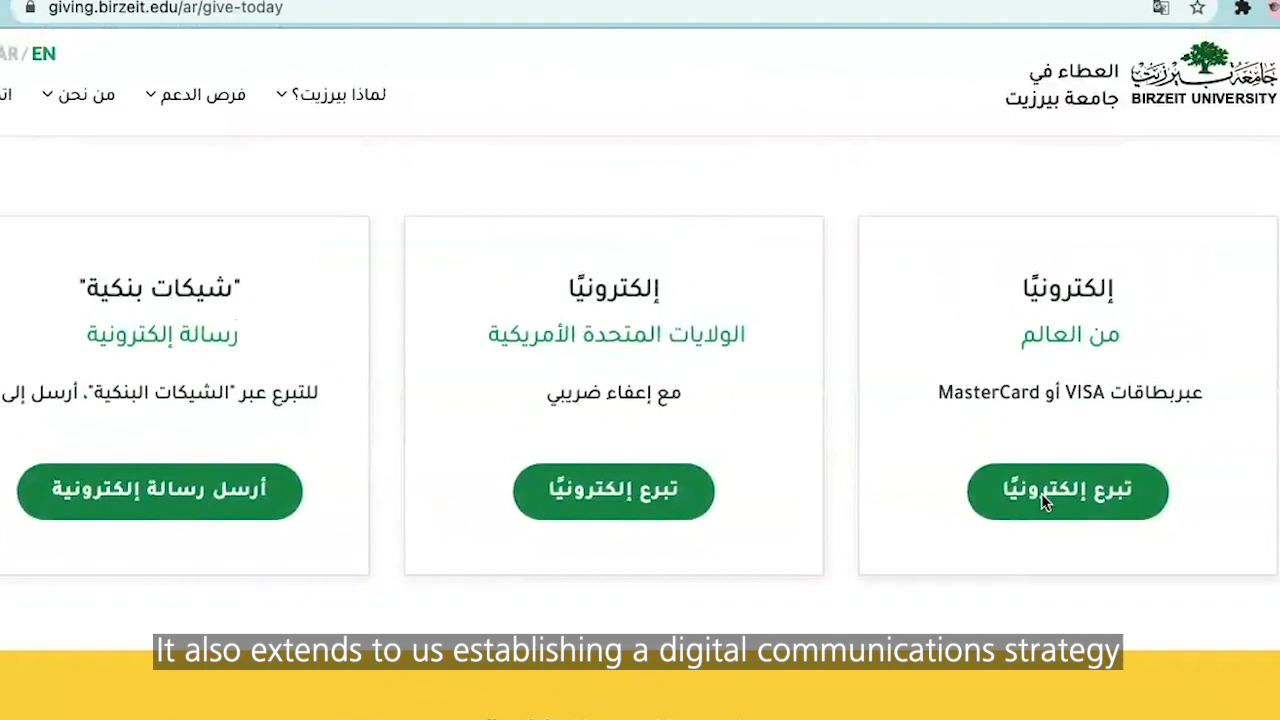 giving.birzeit.edu/ar/give-today
AR / EN
العطاء في
جامعة بيرزيت
جامعة بيرزيت
BIRZEIT UNIVERSITY
لماذا بيرزيت؟
فرص الدعم
من نحن
إلكترونيًا
من العالم
عبربطاقات VISA أو MasterCard
تبرع إلكترونيًا
إلكترونيًا
الولايات المتحدة الأمريكية
مع إعفاء ضريبي
تبرع إلكترونيًا
"شيكات بنكية"
رسالة إلكترونية
للتبرع عبر "الشيكات البنكية"، أرسل إلى
أرسل رسالة إلكترونية
It also extends to us establishing a digital communications strategy